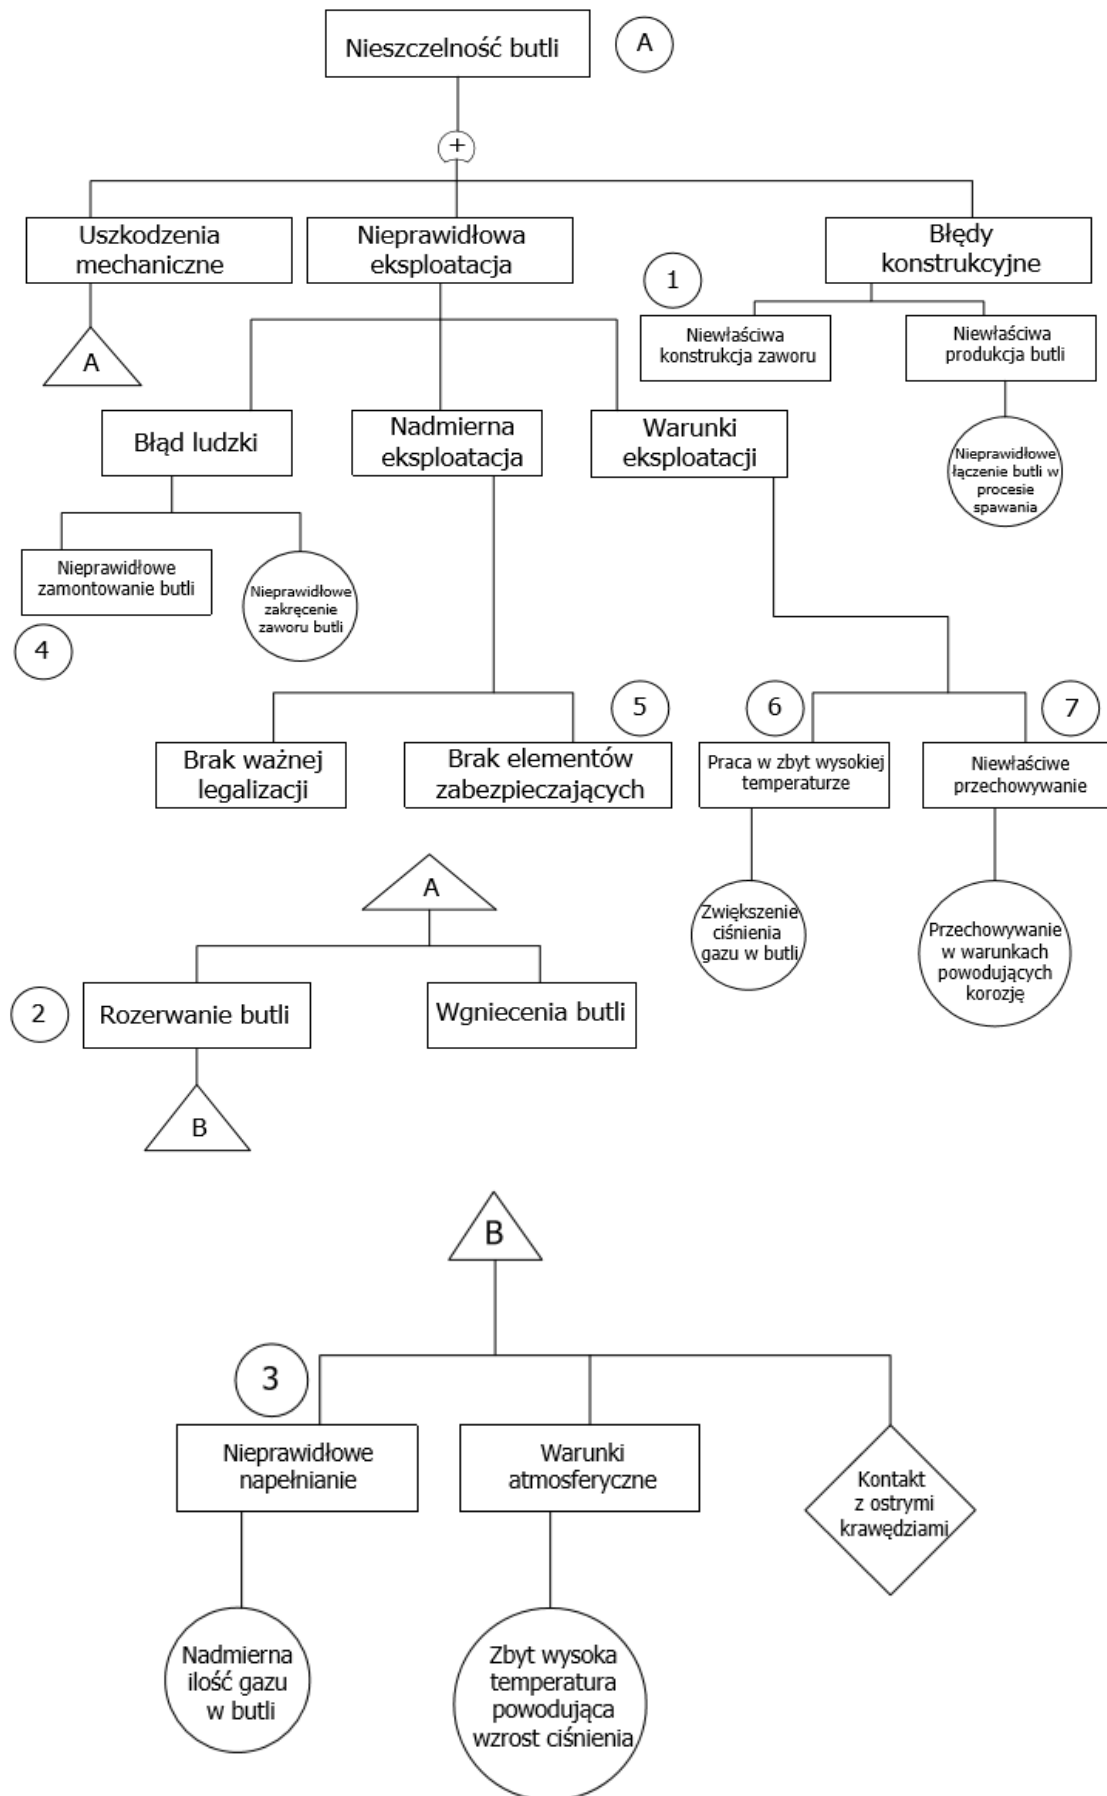 Nieszczelność butli
A
+
Uszkodzenia
mechaniczne
Nieprawidłowa
eksploatacja
Błędy
konstrukcyjne
A
1
Niewłaściwa
konstrukcja zaworu
Niewłaściwa
produkcja butli
Błąd ludzki
Nadmierna
eksploatacja
Warunki
eksploatacji
Nieprawidłowe
łączenie butli w
procesie
spawania
Nieprawidłowe
zamontowanie butli
Nieprawidłowe
zakręcenie
zaworu butli
4
5
6
7
Brak ważnej
legalizacji
Brak elementów
zabezpieczających
Praca w zbyt wysokiej
temperaturze
Niewłaściwe
przechowywanie
A
Zwiększenie
ciśnienia
gazu w butli
Przechowywanie
w warunkach
powodujących
korozję
2
Rozerwanie butli
Wgniecenia butli
B
B
3
Nieprawidłowe
napełnianie
Warunki
atmosferyczne
Kontakt
z ostrymi
krawędziami
Nadmierna
ilość gazu
w butli
Zbyt wysoka
temperatura
powodująca
wzrost ciśnienia